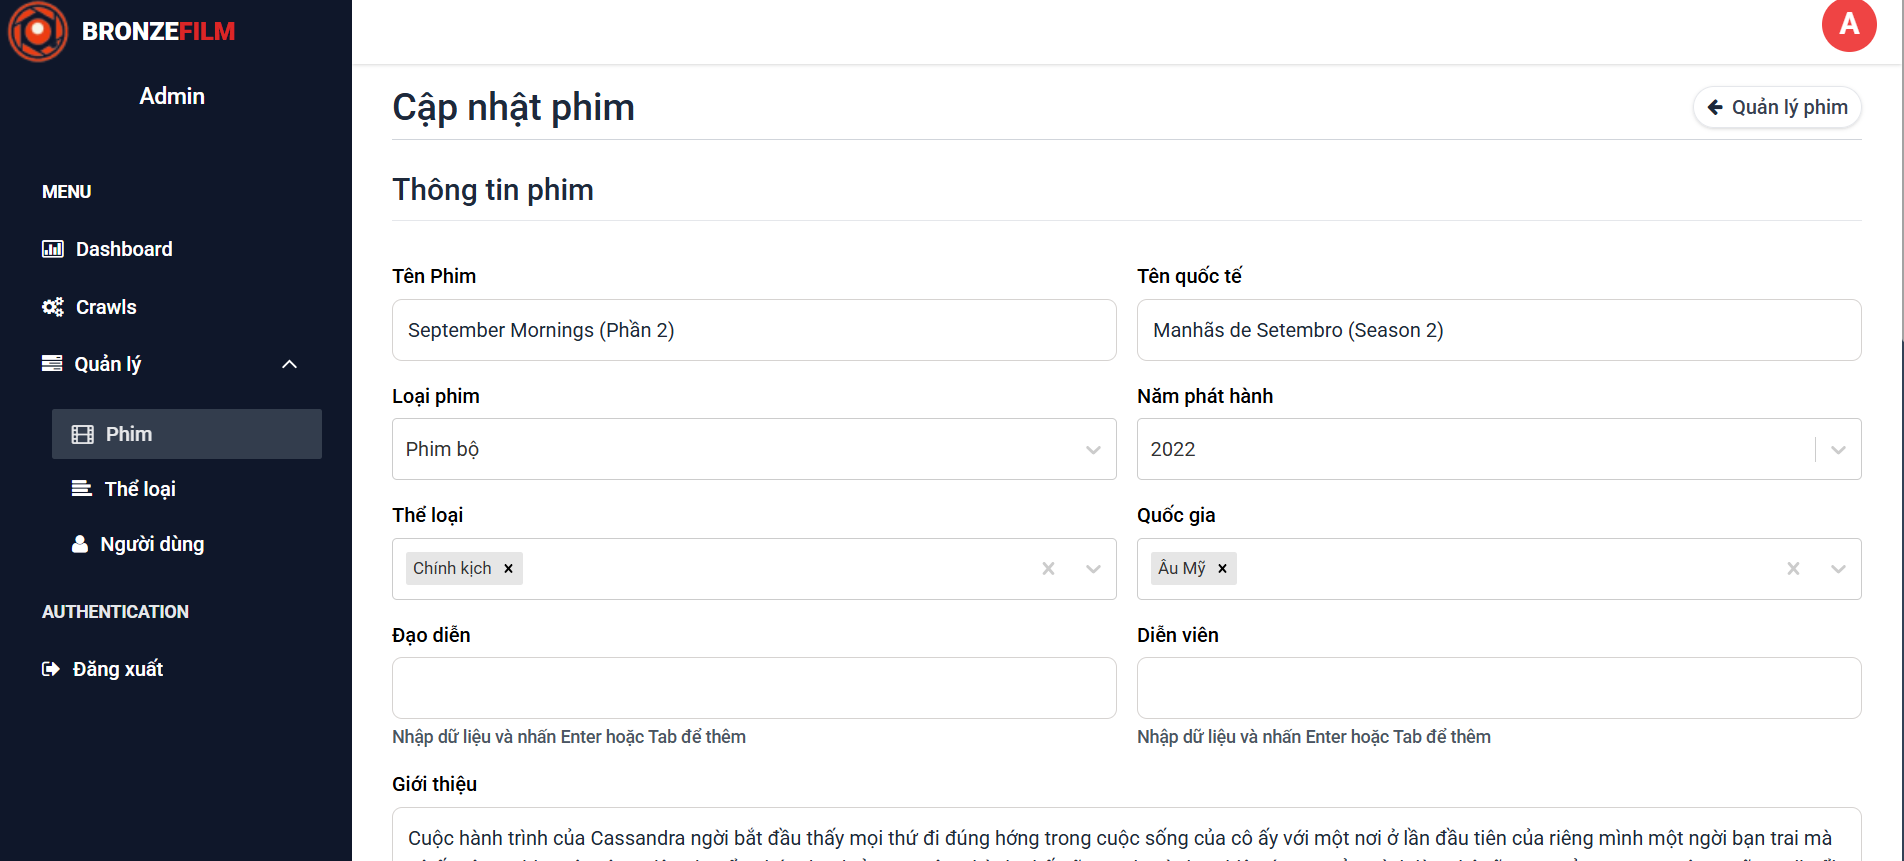 BRONZEFILM
Admin
MENU
Dashboard
Crawls
Quản lý
Phim
Thể loại
Người dùng
AUTHENTICATION
Đăng xuất
A
Cập nhật phim
Quản lý phim
Thông tin phim
Tên Phim
Tên quốc tế
September Mornings (Phần 2)
Manhãs de Setembro (Season 2)
Loại phim
Năm phát hành
Phim bộ
2022
Thể loại
Quốc gia
Chính kịch
Âu Mỹ
Đạo diễn
Diễn viên
Nhập dữ liệu và nhấn Enter hoặc Tab để thêm
Nhập dữ liệu và nhấn Enter hoặc Tab để thêm
Giới thiệu
Cuộc hành trình của Cassandra ngời bắt đầu thấy mọi thứ đi đúng hớng trong cuộc sống của cô ấy với một nơi ở lần đầu tiên của riêng mình một ngời bạn trai mà